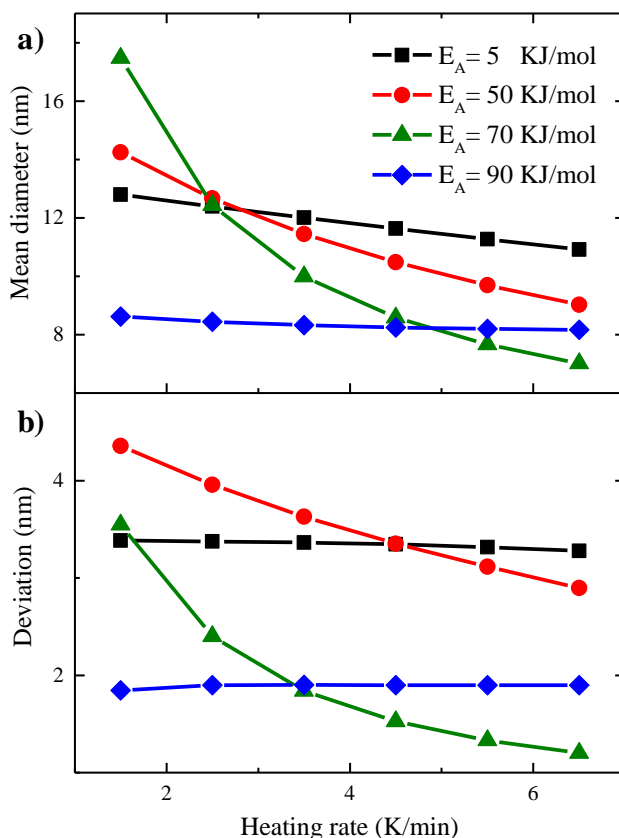 a)
E_A= 5 KJ/mol
E_A= 50 KJ/mol
E_A= 70 KJ/mol
E_A= 90 KJ/mol
16
12
8
Mean diameter (nm)
b)
4
2
Deviation (nm)
2 4 6
Heating rate (K/min)